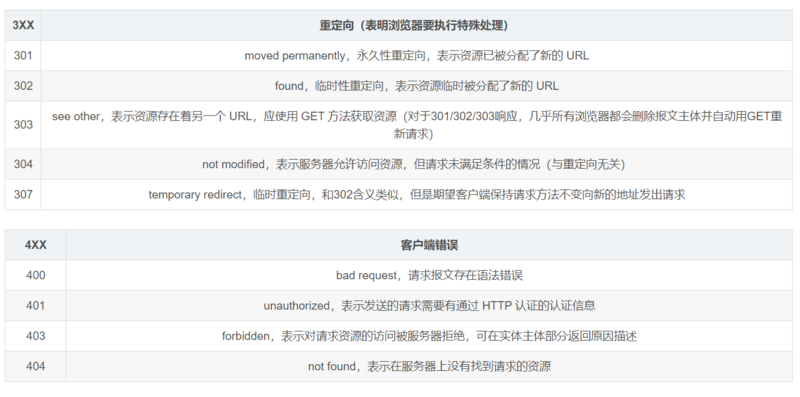 3XX 重定向（表明浏览器要执行特殊处理）
301 moved permanently，永久性重定向，表示资源已被分配了新的 URL
302 found，临时性重定向，表示资源临时被分配了新的 URL
303 see other，表示资源存在着另一个 URL，应使用 GET 方法获取资源（对于301/302/303响应，几乎所有浏览器都会删除报文主体并自动用GET重
新请求）
304 not modified，表示服务器允许访问资源，但请求未满足条件的情况（与重定向无关）
307 temporary redirect，临时重定向，和302含义类似，但是期望客户端保持请求方法不变向新的地址发出请求
4XX 客户端错误
400 bad request，请求报文存在语法错误
401 unauthorized，表示发送的请求需要有通过 HTTP 认证的认证信息
403 forbidden，表示对请求资源的访问被服务器拒绝，可在实体主体部分返回原因描述
404 not found，表示在服务器上没有找到请求的资源